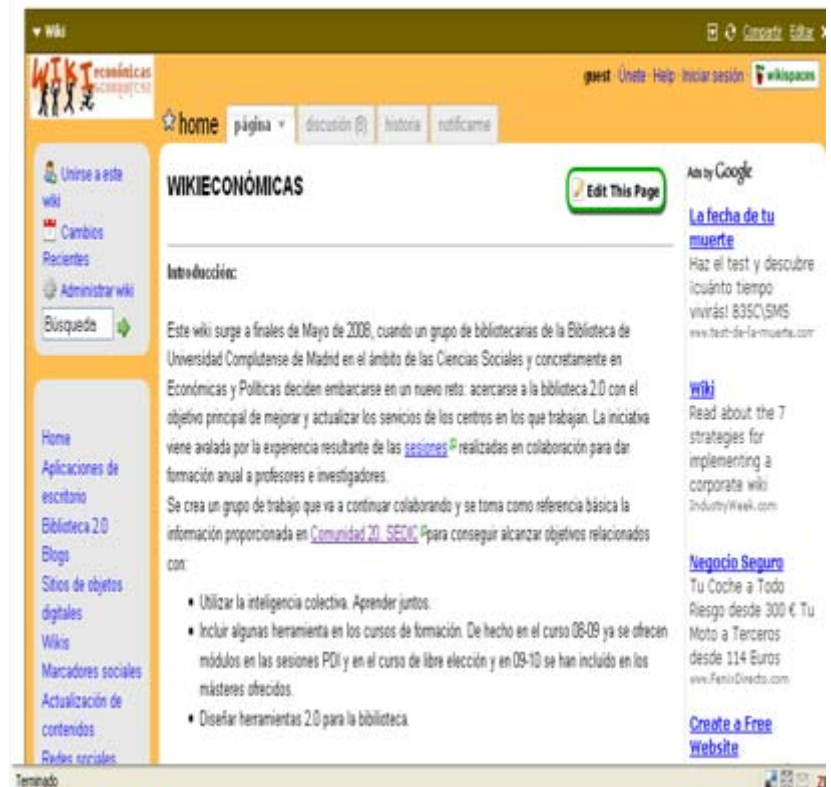 Wiki
Compartir Editar
WIKI económicas
guest · Únete · Help · Iniciar sesión · wikispaces
home
página
discusión (8)
historia
notificarme
Unirse a este
wiki
Cambios
Recientes
Administrar wiki
Búsqueda
Home
Aplicaciones de
escritorio
Biblioteca 2.0
Blogs
Sitios de objetos
digitales
Wikis
Marcadores sociales
Actualización de
contenidos
Redes sociales
WIKIECONÓMICAS
Edit This Page
Introducción:
Este wiki surge a finales de Mayo de 2008, cuando un grupo de bibliotecarias de la Biblioteca de
Universidad Complutense de Madrid en el ámbito de las Ciencias Sociales y concretamente en
Económicas y Políticas deciden embarcarse en un nuevo reto: acercarse a la biblioteca 2.0 con el
objetivo principal de mejorar y actualizar los servicios de los centros en los que trabajan. La iniciativa
viene avalada por la experiencia resultante de las sesiones realizadas en colaboración para dar
formación anual a profesores e investigadores.
Se crea un grupo de trabajo que va a continuar colaborando y se toma como referencia básica la
información proporcionada en Comunidad 20. SEDIC para conseguir alcanzar objetivos relacionados
con:
• Utilizar la inteligencia colectiva. Aprender juntos.
• Incluir algunas herramienta en los cursos de formación. De hecho en el curso 08-09 ya se ofrecen
módulos en las sesiones PDI y en el curso de libre elección y en 09-10 se han incluído en los
másteres ofrecidos.
• Diseñar herramientas 2.0 para la bibilioteca.
Ads by Google
La fecha de tu
muerte
Haz el test y descubre
¡cuánto tiempo
vivirás! 835C\SMS
www.test-de-la-muerte.com
Wiki
Read about the 7
strategies for
implementing a
corporate wiki
IndustryWeek.com
Negocio Seguro
Tu Coche a Todo
Riesgo desde 300 € Tu
Moto a Terceros
desde 114 Euros
www.FenixDirecto.com
Create a Free
Website
Terminado